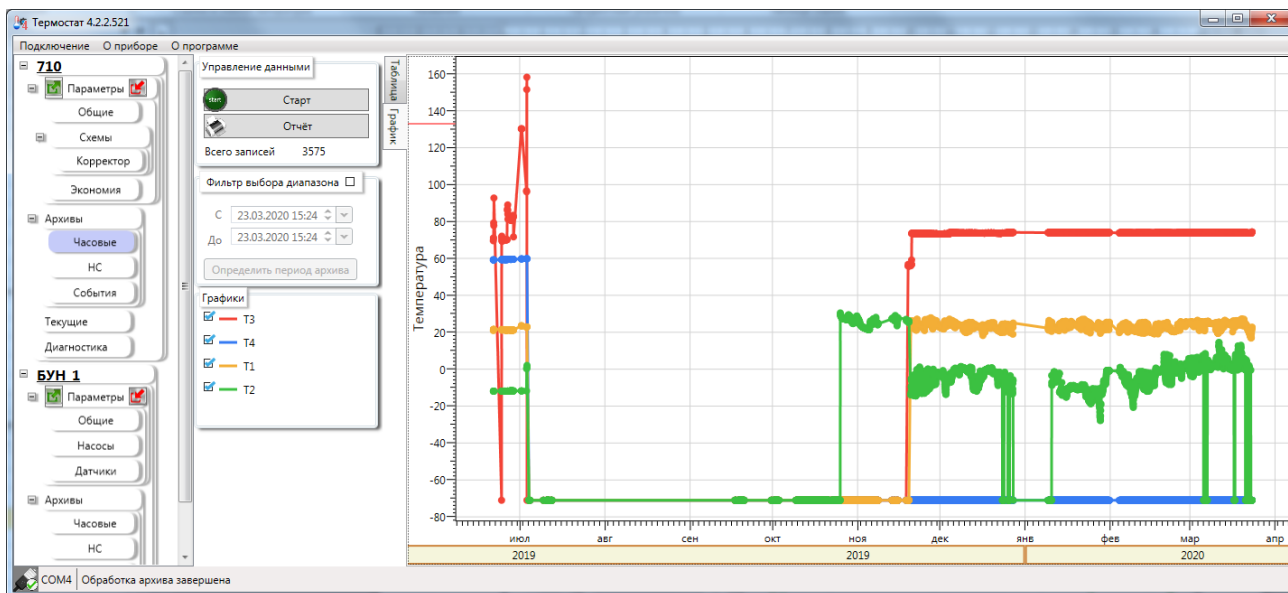 Термостат 4.2.2.521
Подключение О приборе О программе
710
Параметры
Общие
Схемы
Корректор
Экономия
Архивы
Часовые
НС
События
Текущие
Диагностика
БУН 1
Параметры
Общие
Насосы
Датчики
Архивы
Часовые
НС
Управление данными
start
Старт
Отчёт
Всего записей 3575
Фильтр выбора диапазона
С 23.03.2020 15:24
До 23.03.2020 15:24
Определить период архива
Графики
T3
T4
T1
T2
Таблица
График
Температура
160
140
120
100
80
60
40
20
0
-20
-40
-60
-80
июл авг сен окт ноя дек янв фев мар апр
2019 2019 2020
COM4 Обработка архива завершена